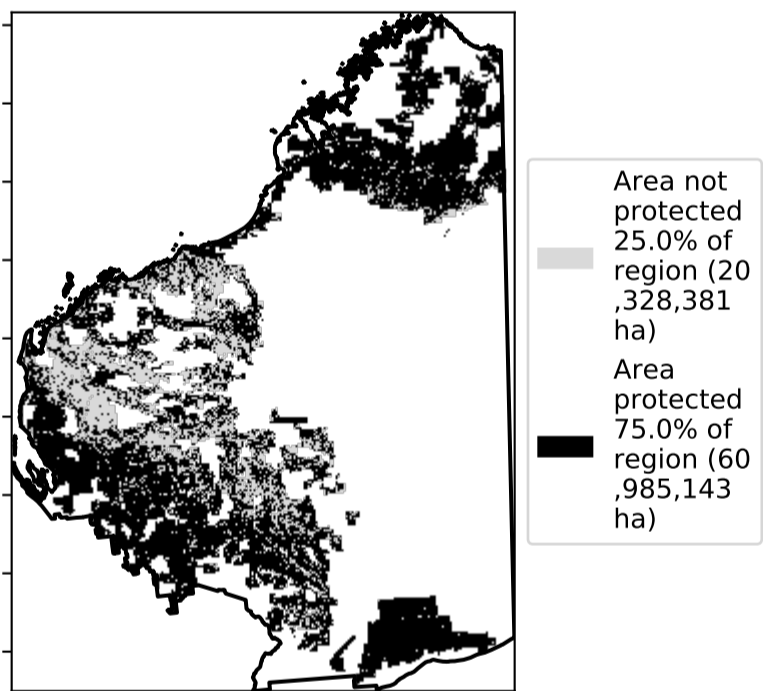 Area not
protected
25.0% of
region (20
,328,381
ha)
Area
protected
75.0% of
region (60
,985,143
ha)